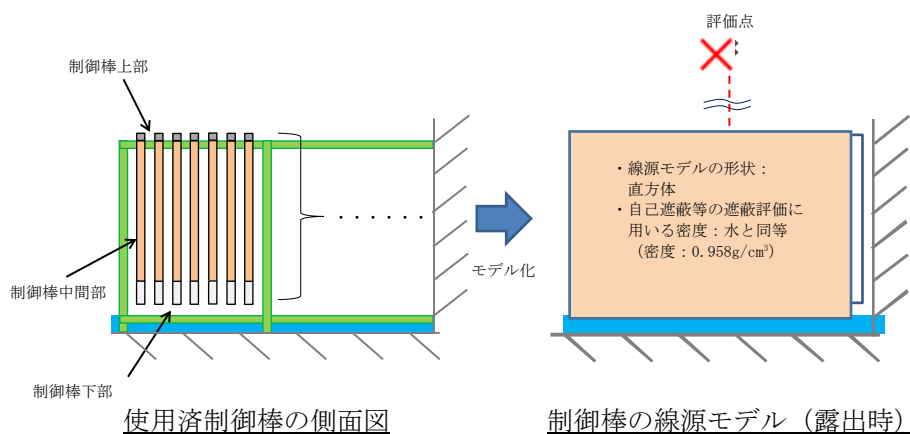 評価点
制御棒上部
・線源モデルの形状：
直方体
・自己遮蔽等の遮蔽評価に
用いる密度：水と同等
（密度：0.958g/cm³）
・・・・・・
モデル化
制御棒中間部
制御棒下部
使用済制御棒の側面図
制御棒の線源モデル（露出時）